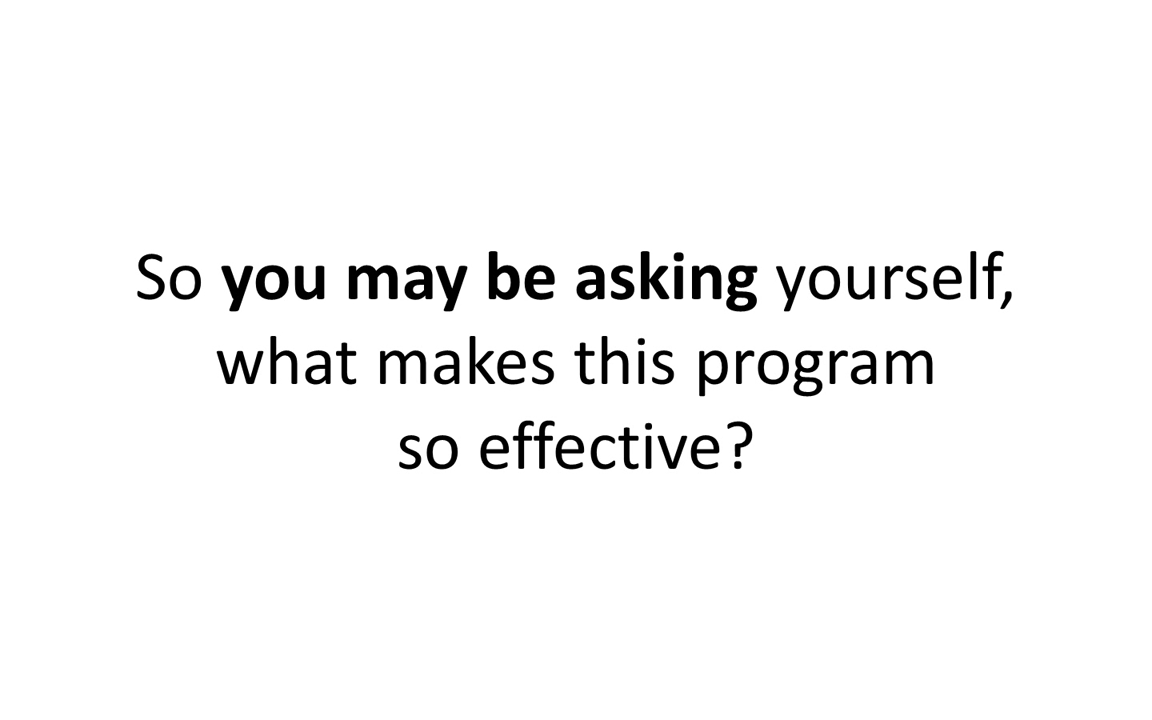 So you may be asking yourself,
what makes this program
so effective?